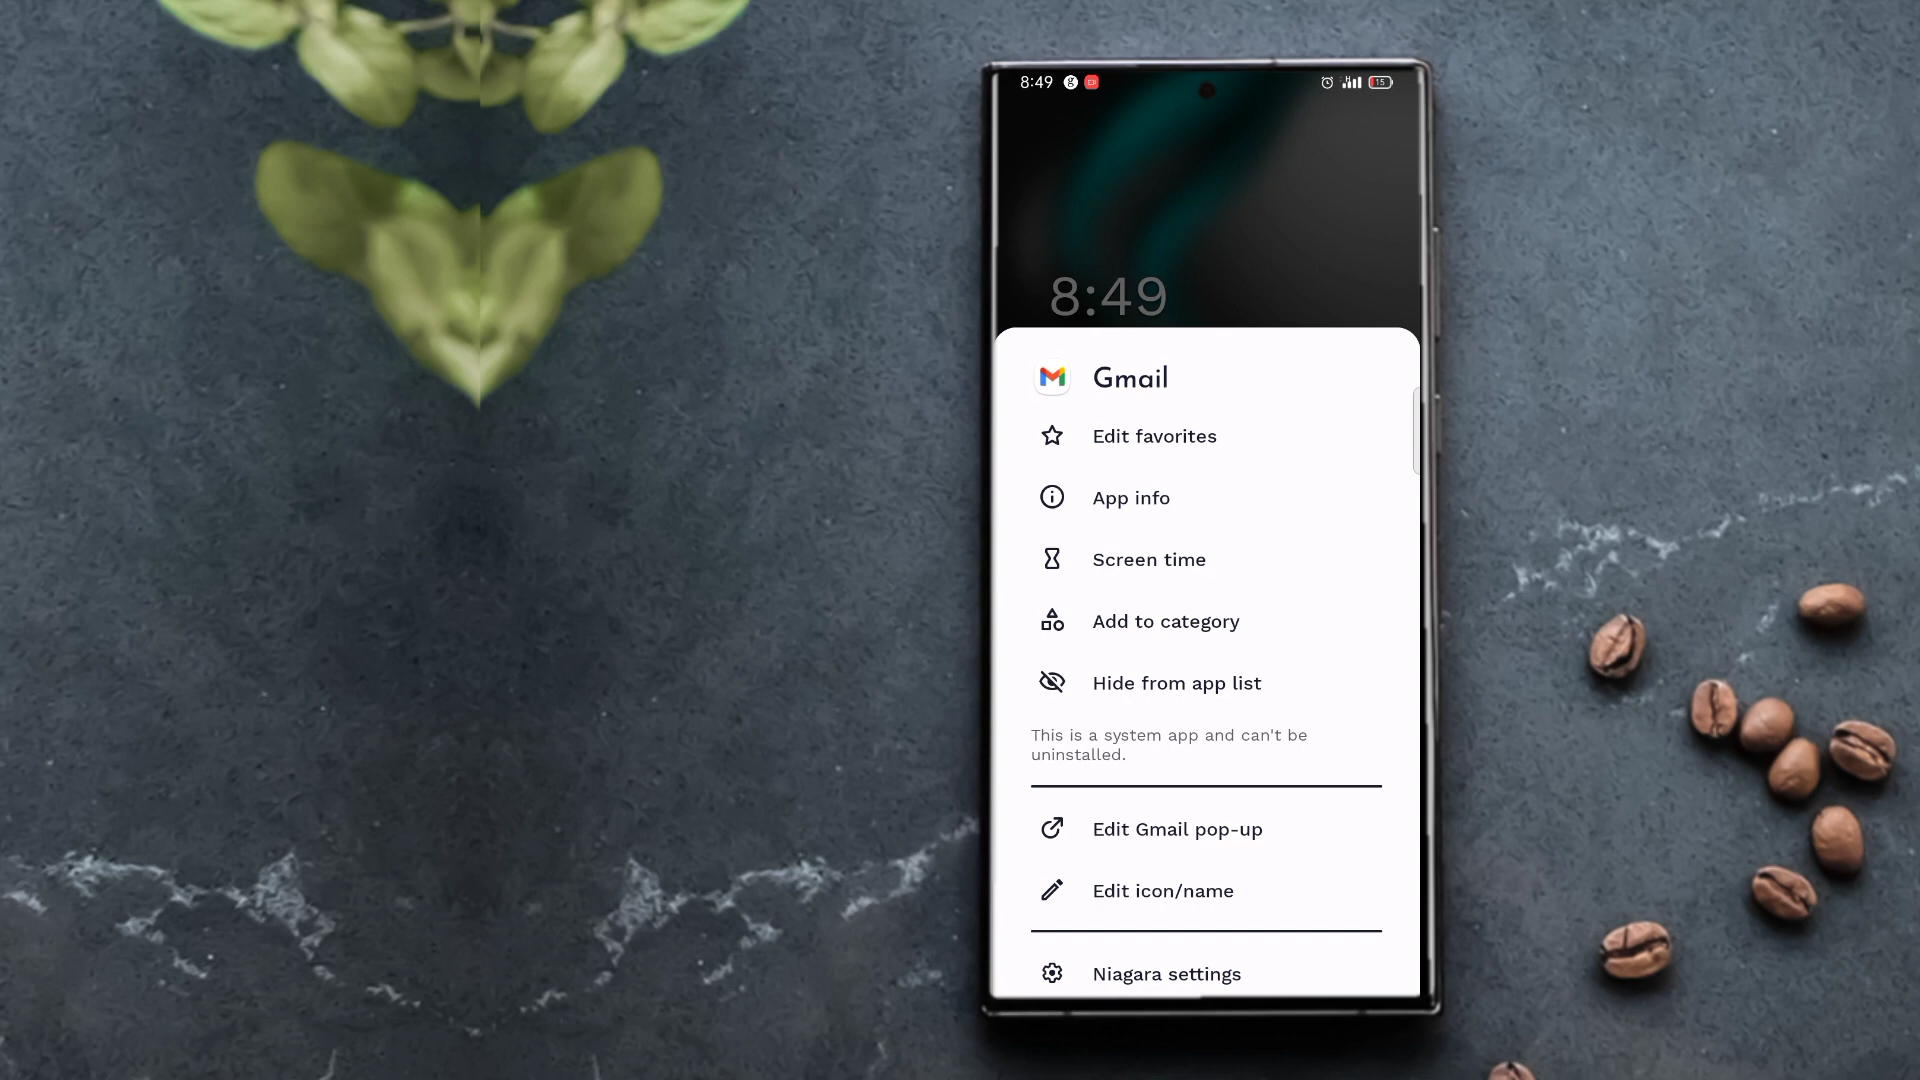 8:49
15
8:49
Gmail
Edit favorites
App info
Screen time
Add to category
Hide from app list
This is a system app and can't be
uninstalled.
Edit Gmail pop-up
Edit icon/name
Niagara settings